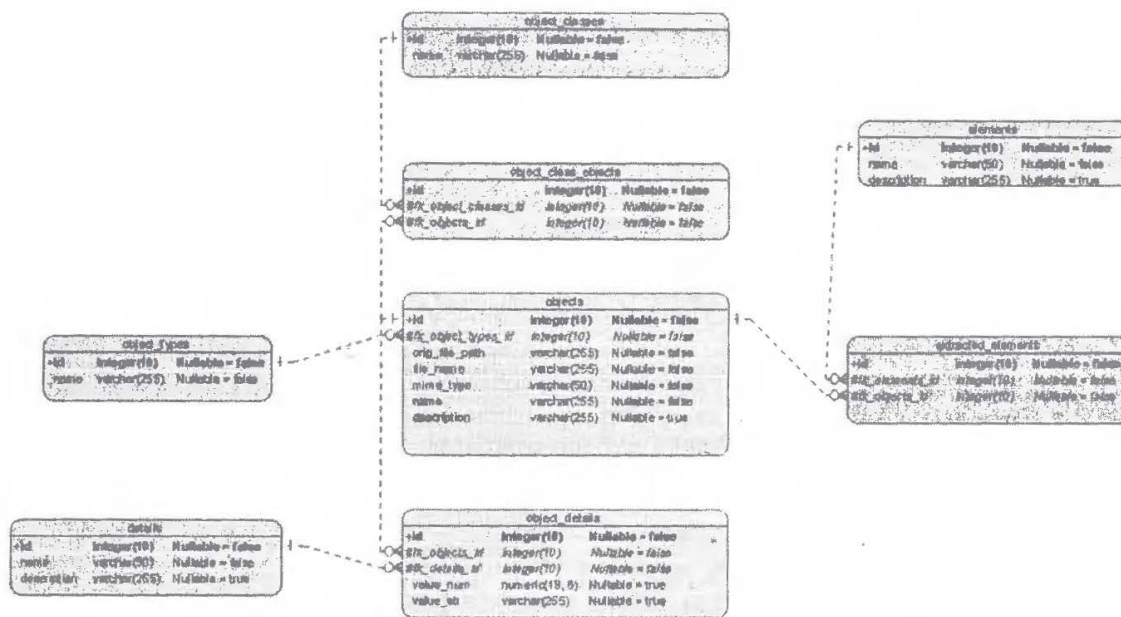 object_classes
+id Integer(10) Nullable = false
name varchar(255) Nullable = false
elements
+id Integer(10) Nullable = false
name varchar(50) Nullable = false
description varchar(255) Nullable = true
object_class_objects
+id Integer(10) Nullable = false
#fk_object_classes_id Integer(10) Nullable = false
#fk_objects_id Integer(10) Nullable = false
objects
+id Integer(10) Nullable = false
#fk_object_types_id Integer(10) Nullable = false
orig_file_path varchar(255) Nullable = false
file_name varchar(255) Nullable = false
mime_type varchar(50) Nullable = false
name varchar(255) Nullable = false
description varchar(255) Nullable = true
object_types
+id Integer(10) Nullable = false
name varchar(255) Nullable = false
extracted_elements
+id Integer(10) Nullable = false
#fk_elements_id Integer(10) Nullable = false
#fk_objects_id Integer(10) Nullable = false
details
+id Integer(10) Nullable = false
name varchar(50) Nullable = false
description varchar(255) Nullable = true
object_details
+id Integer(10) Nullable = false
#fk_objects_id Integer(10) Nullable = false
#fk_details_id Integer(10) Nullable = false
value_num numeric(19, 6) Nullable = true
value_str varchar(255) Nullable = true